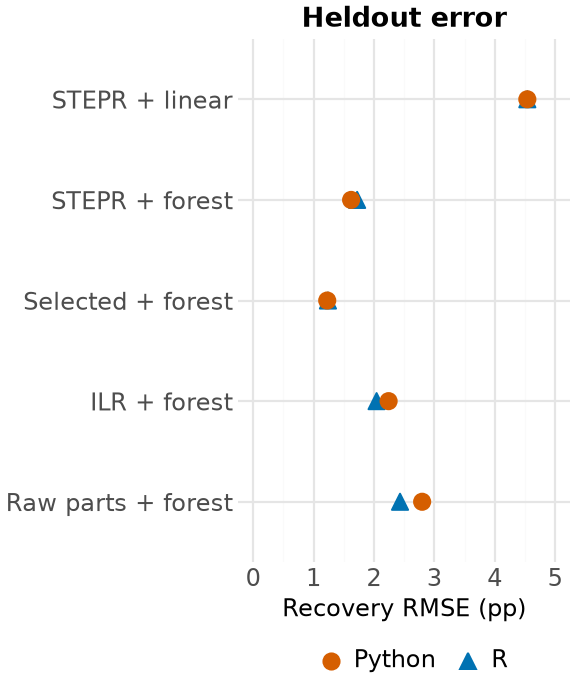 Heldout error
STEPR + linear
STEPR + forest
Selected + forest
ILR + forest
Raw parts + forest
0 1 2 3 4 5
Recovery RMSE (pp)
Python R